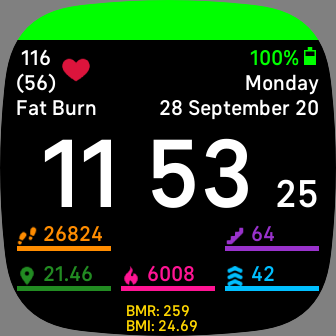 116 100%
(56) Monday
Fat Burn 28 September 20
11 53 25
26824 64
21.46 6008 42
BMR: 259
BMI: 24.69